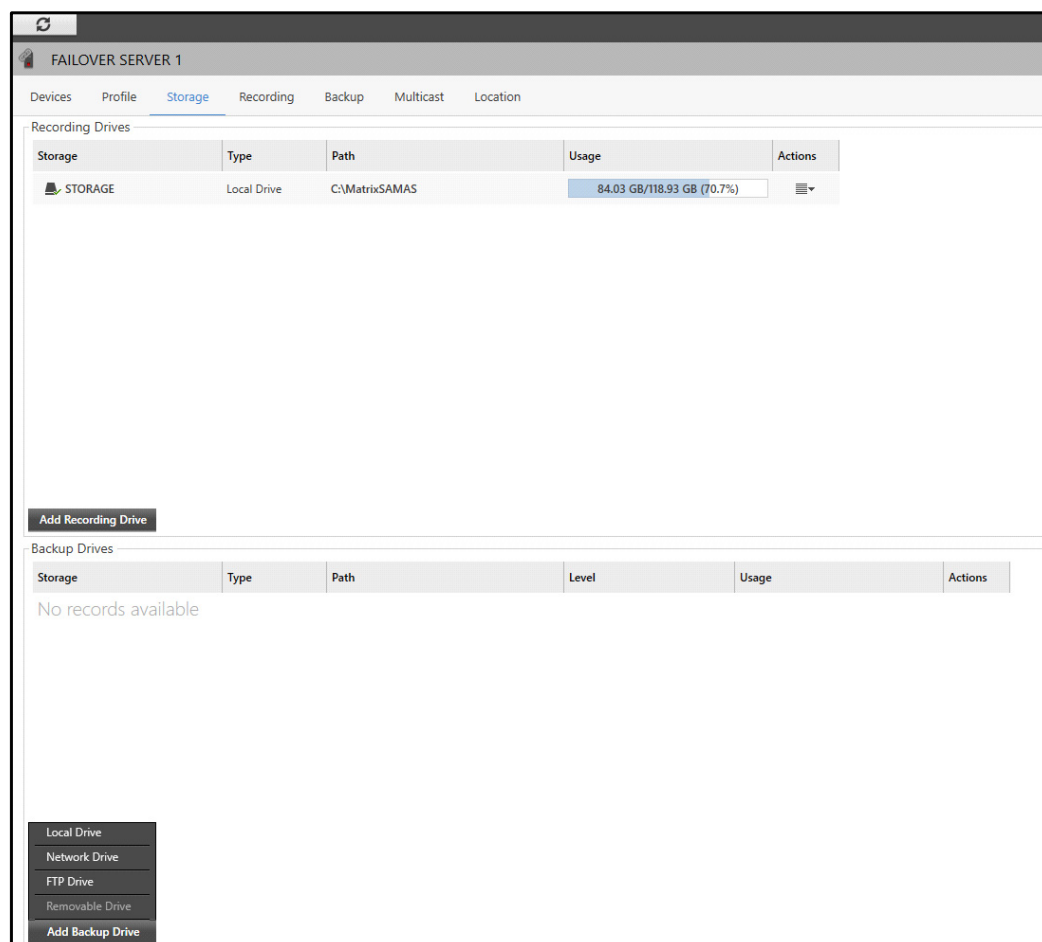 FAILOVER SERVER 1
Devices Profile Storage Recording Backup Multicast Location
Recording Drives
Storage Type Path Usage Actions
STORAGE Local Drive C:\MatrixSAMAS 84.03 GB/118.93 GB (70.7%)
Add Recording Drive
Backup Drives
Storage Type Path Level Usage Actions
No records available
Local Drive
Network Drive
FTP Drive
Removable Drive
Add Backup Drive